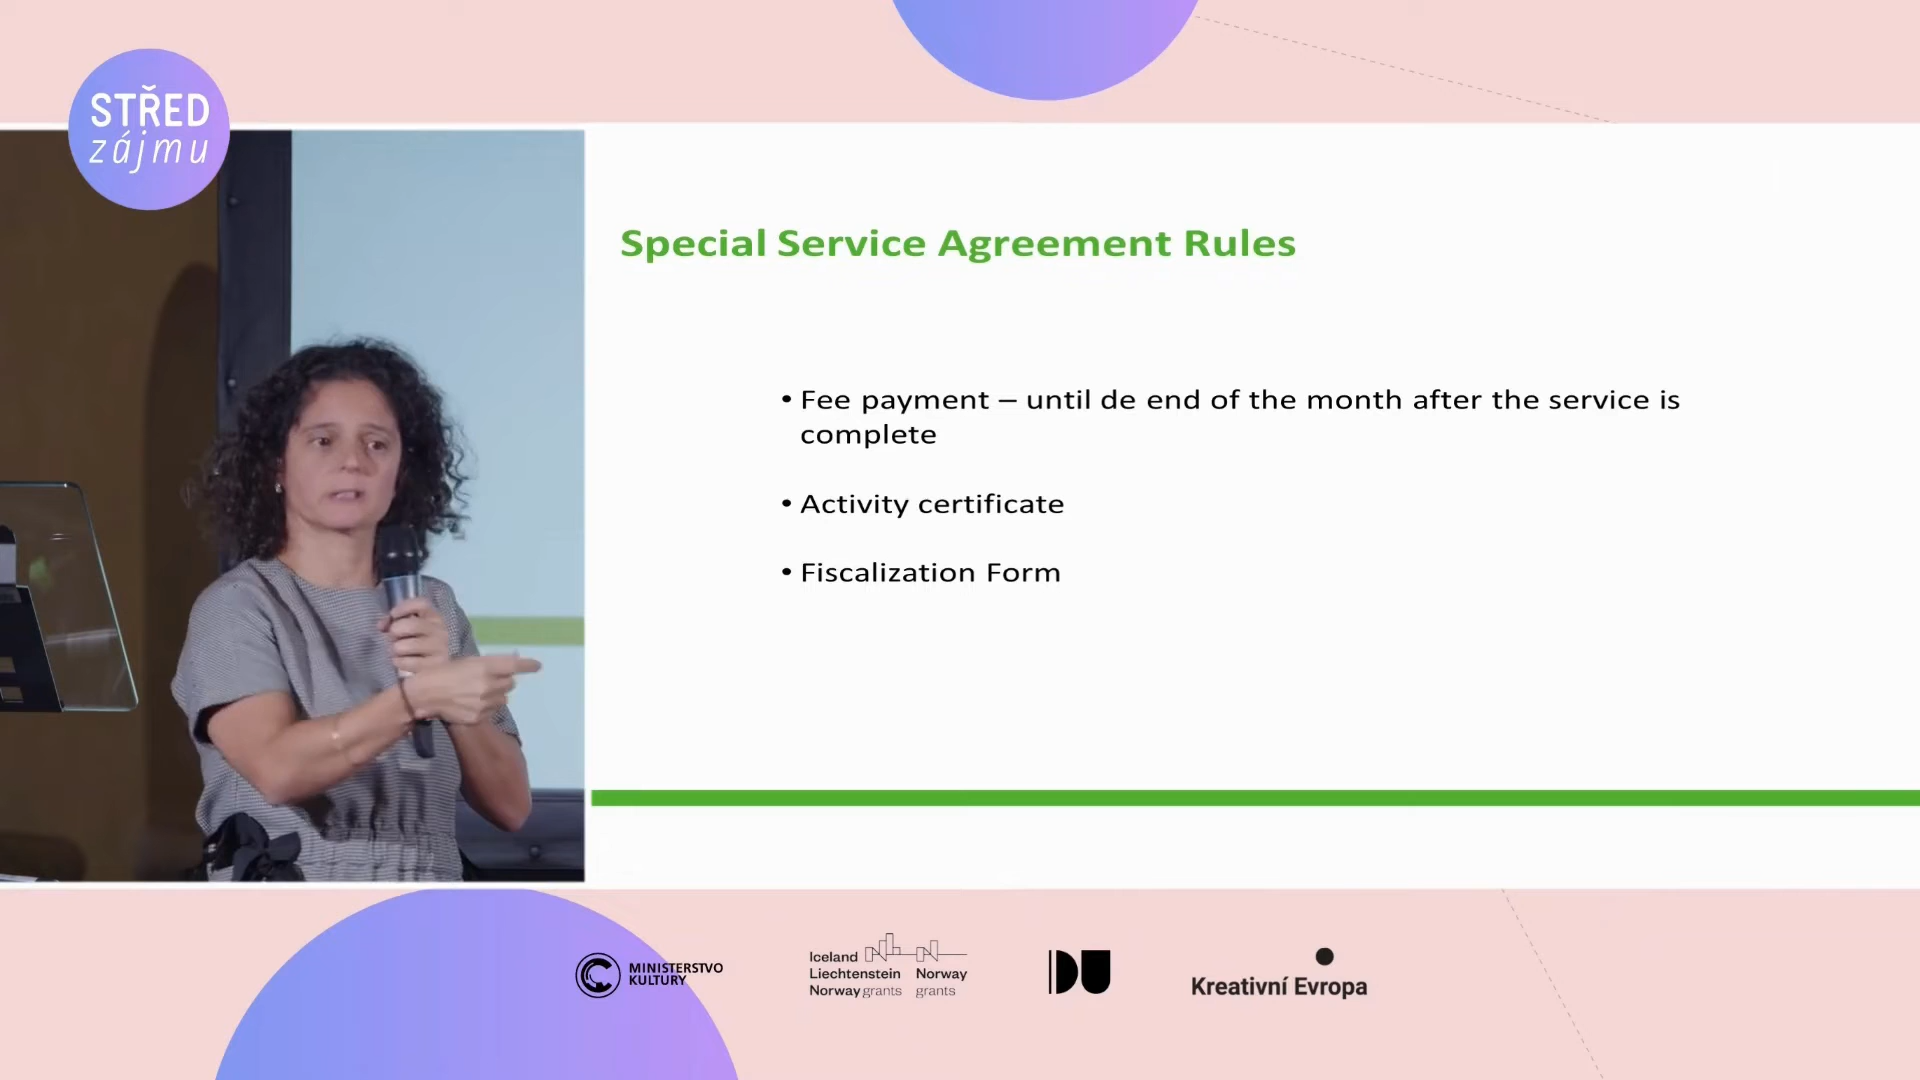 STŘED
zájmu
Special Service Agreement Rules
• Fee payment – until de end of the month after the service is
complete
• Activity certificate
• Fiscalization Form
MINISTERSTVO
KULTURY
Iceland
Liechtenstein
Norway grants
Norway
grants
DU
Kreativní Evropa